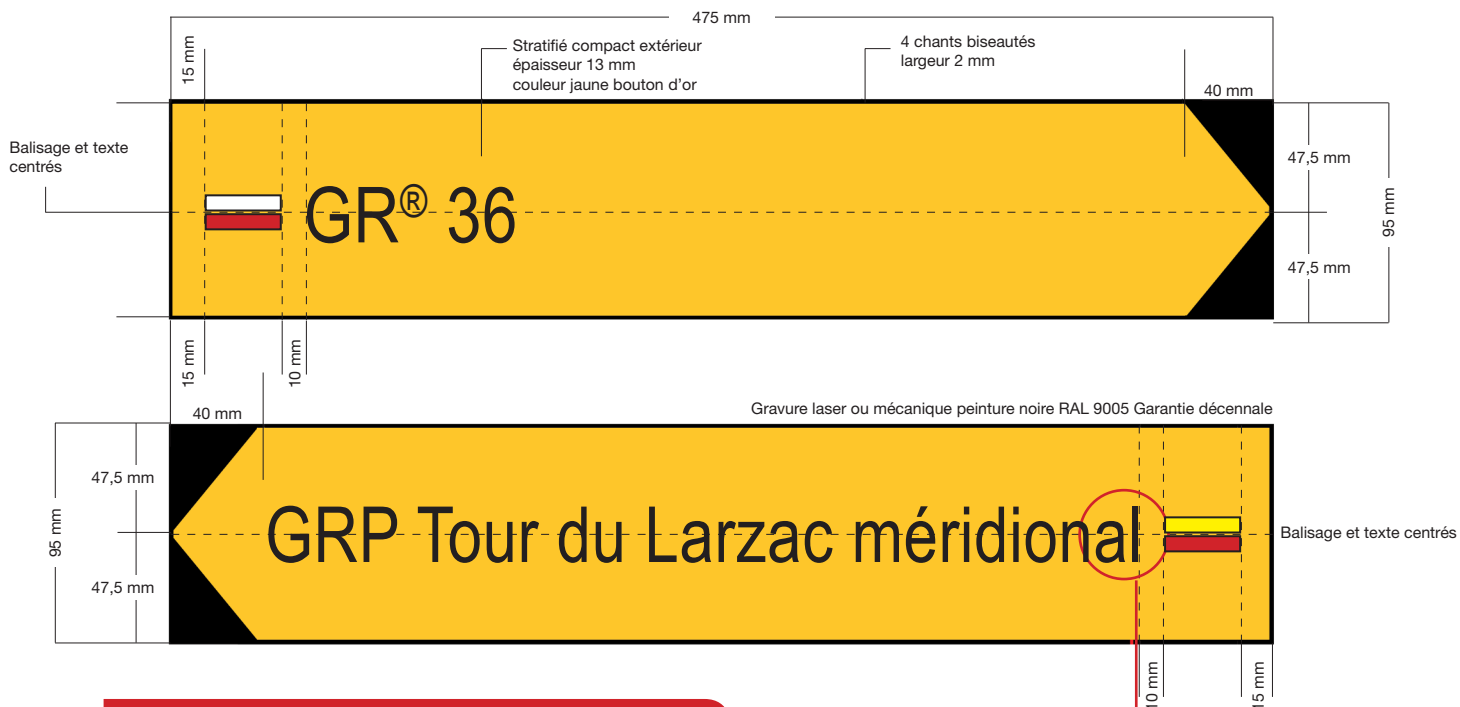 475 mm
15 mm
Stratifié compact extérieur
épaisseur 13 mm
couleur jaune bouton d’or
4 chants biseautés
largeur 2 mm
40 mm
Balisage et texte
centrés
GR® 36
47,5 mm
95 mm
47,5 mm
15 mm
10 mm
40 mm
Gravure laser ou mécanique peinture noire RAL 9005 Garantie décennale
47,5 mm
95 mm
GRP Tour du Larzac méridional
Balisage et texte centrés
47,5 mm
10 mm
15 mm